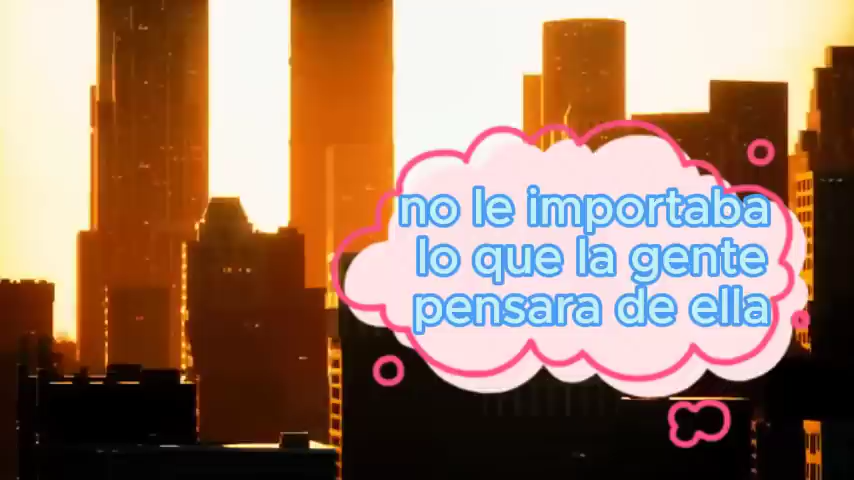 no le importaba
lo que la gente
pensara de ella